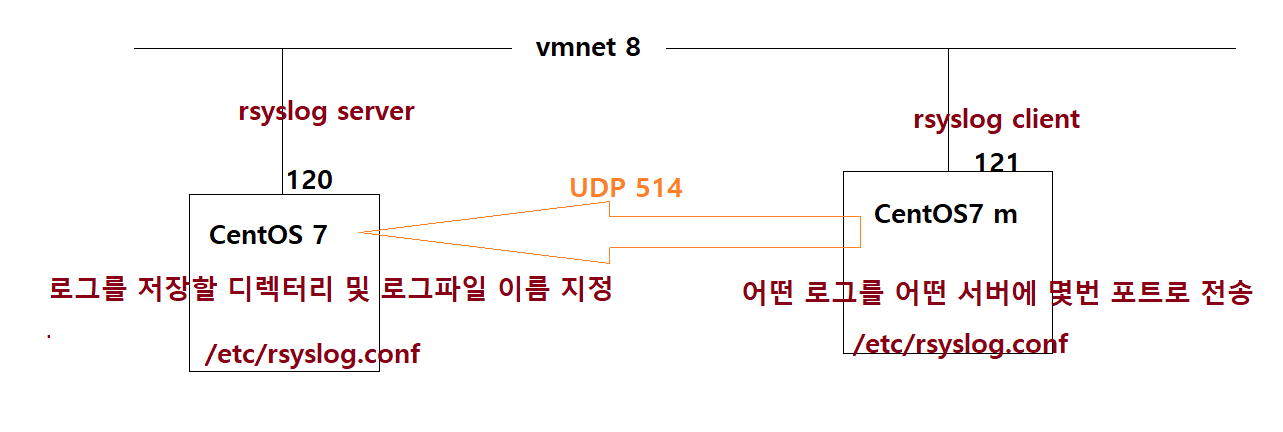 vmnet 8
rsyslog server
rsyslog client
120
121
UDP 514
CentOS 7
CentOS7 m
로그를 저장할 디렉터리 및 로그파일 이름 지정
어떤 로그를 어떤 서버에 몇번 포트로 전송
.
/etc/rsyslog.conf
/etc/rsyslog.conf